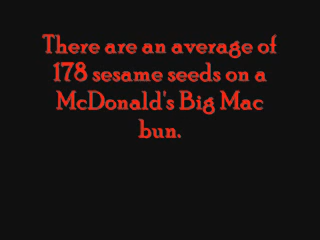 There are an average of
178 sesame seeds on a
McDonald's Big Mac
bun.